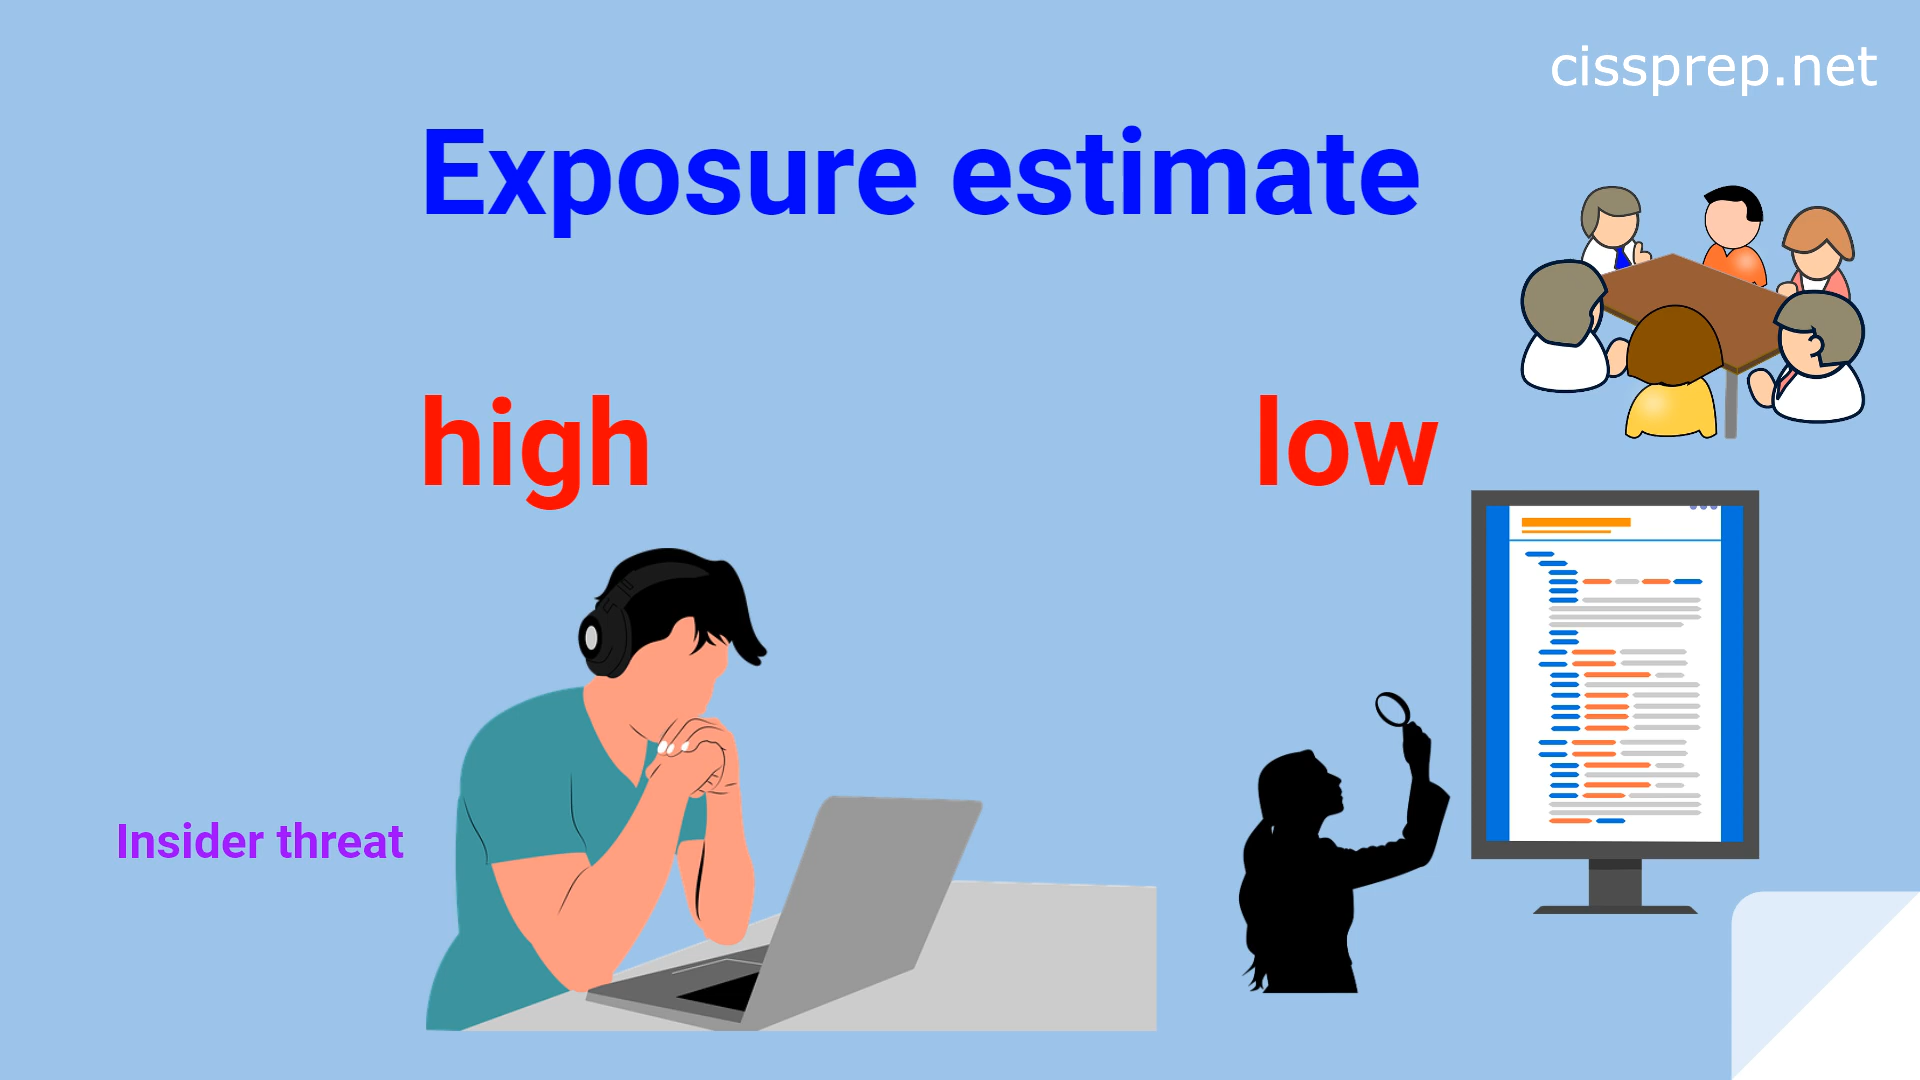 cissprep.net
Exposure estimate
high
low
Insider threat